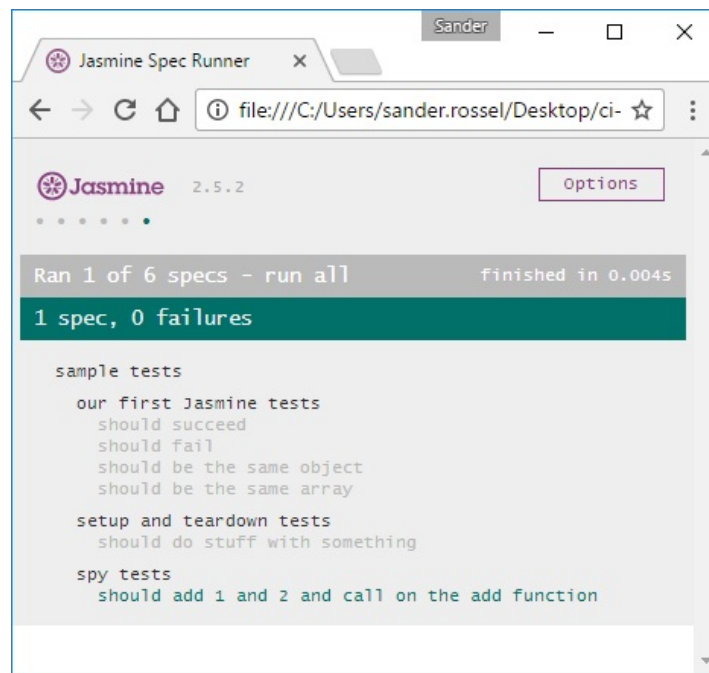 Sander
Jasmine Spec Runner
file:///C:/Users/sander.rossel/Desktop/ci-
Jasmine 2.5.2 Options
Ran 1 of 6 specs - run all finished in 0.004s
1 spec, 0 failures
sample tests
our first Jasmine tests
should succeed
should fail
should be the same object
should be the same array
setup and teardown tests
should do stuff with something
spy tests
should add 1 and 2 and call on the add function